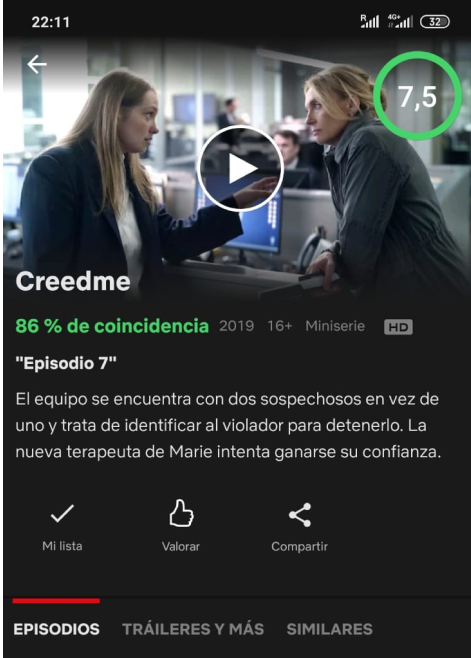 22:11
R 4G+ 32
7,5
Creedme
86 % de coincidencia 2019 16+ Miniserie HD
"Episodio 7"
El equipo se encuentra con dos sospechosos en vez de
uno y trata de identificar al violador para detenerlo. La
nueva terapeuta de Marie intenta ganarse su confianza.
Mi lista Valorar Compartir
EPISODIOS TRÁILERES Y MÁS SIMILARES